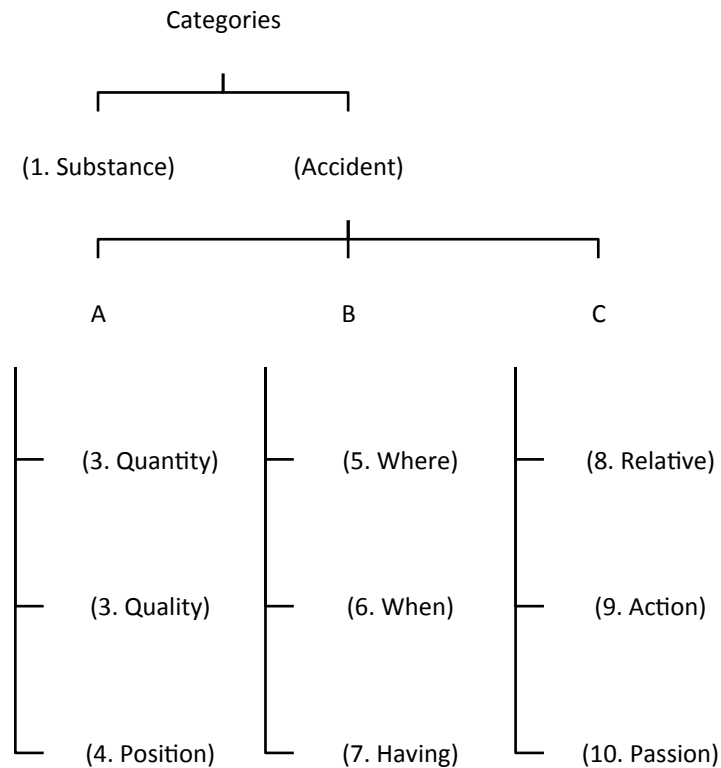 Categories
(1. Substance) (Accident)
A B C
(3. Quantity) (5. Where) (8. Relative)
(3. Quality) (6. When) (9. Action)
(4. Position) (7. Having) (10. Passion)